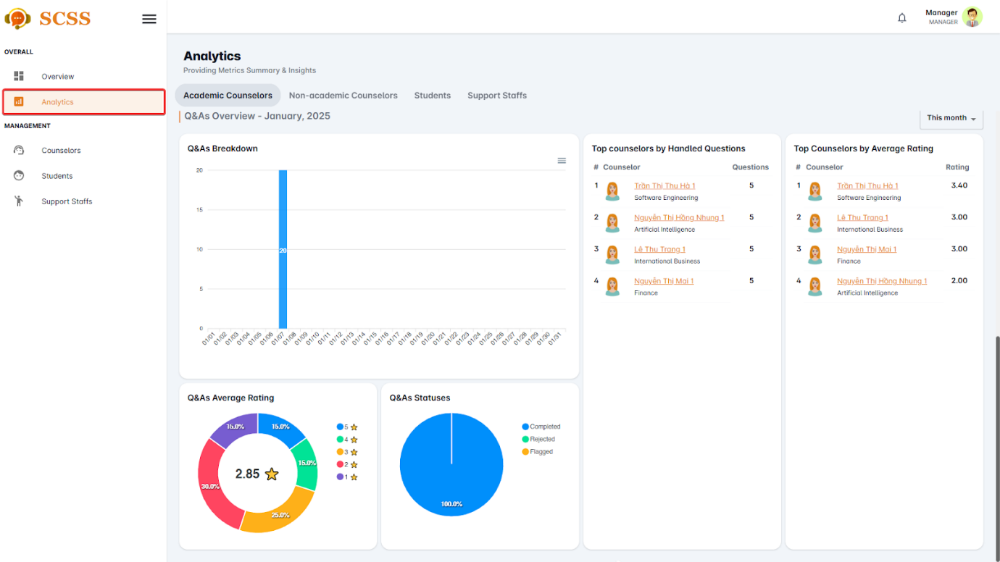 SCSS
Manager
MANAGER
OVERALL
Overview
Analytics
MANAGEMENT
Counselors
Students
Support Staffs
Analytics
Providing Metrics Summary & Insights
Academic Counselors
Non-academic Counselors
Students
Support Staffs
Q&As Overview - January, 2025
This month
Q&As Breakdown
20
15
10
5
0
20
01/01 01/02 01/03 01/04 01/05 01/06 01/07 01/08 01/09 01/10 01/11 01/12 01/13 01/14 01/15 01/16 01/17 01/18 01/19 01/20 01/21 01/22 01/23 01/24 01/25 01/26 01/27 01/28 01/29 01/30 01/31
Top counselors by Handled Questions
# Counselor Questions
1 Trần Thị Thu Hà 1 5
Software Engineering
2 Nguyễn Thị Hồng Nhung 1 5
Artificial Intelligence
3 Lê Thu Trang 1 5
International Business
4 Nguyễn Thị Mai 1 5
Finance
Top Counselors by Average Rating
# Counselor Rating
1 Trần Thị Thu Hà 1 3.40
Software Engineering
2 Lê Thu Trang 1 3.00
International Business
3 Nguyễn Thị Mai 1 3.00
Finance
4 Nguyễn Thị Hồng Nhung 1 2.00
Artificial Intelligence
Q&As Average Rating
15.0%
15.0%
15.0%
30.0%
25.0%
2.85
5
4
3
2
1
Q&As Statuses
100.0%
Completed
Rejected
Flagged